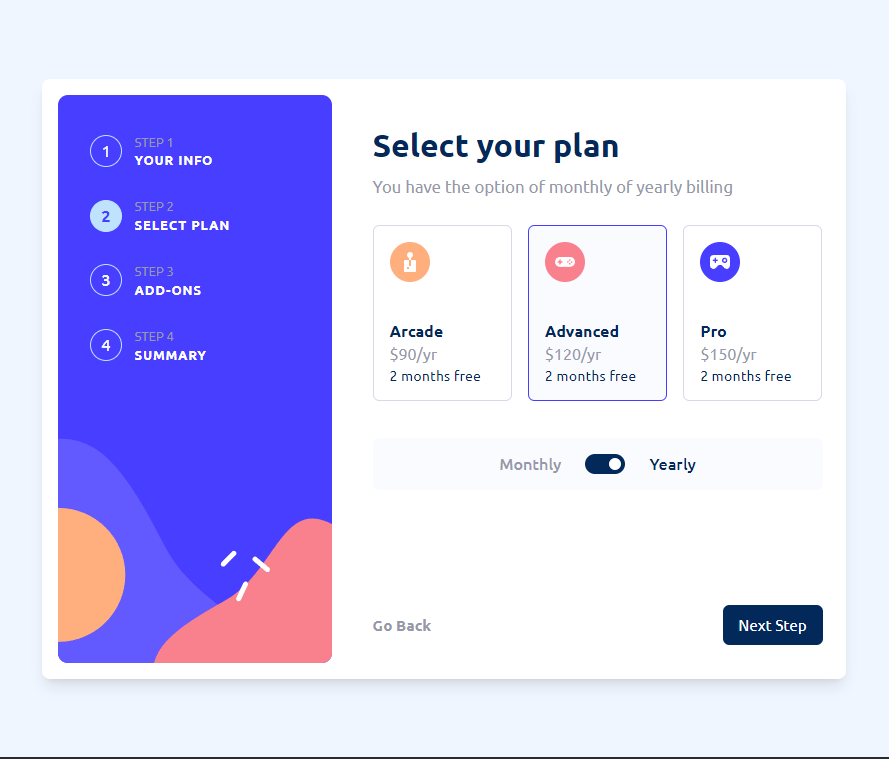 1
STEP 1
YOUR INFO
2
STEP 2
SELECT PLAN
3
STEP 3
ADD-ONS
4
STEP 4
SUMMARY
Select your plan
You have the option of monthly of yearly billing
Arcade
$90/yr
2 months free
Advanced
$120/yr
2 months free
Pro
$150/yr
2 months free
Monthly
Yearly
Go Back
Next Step